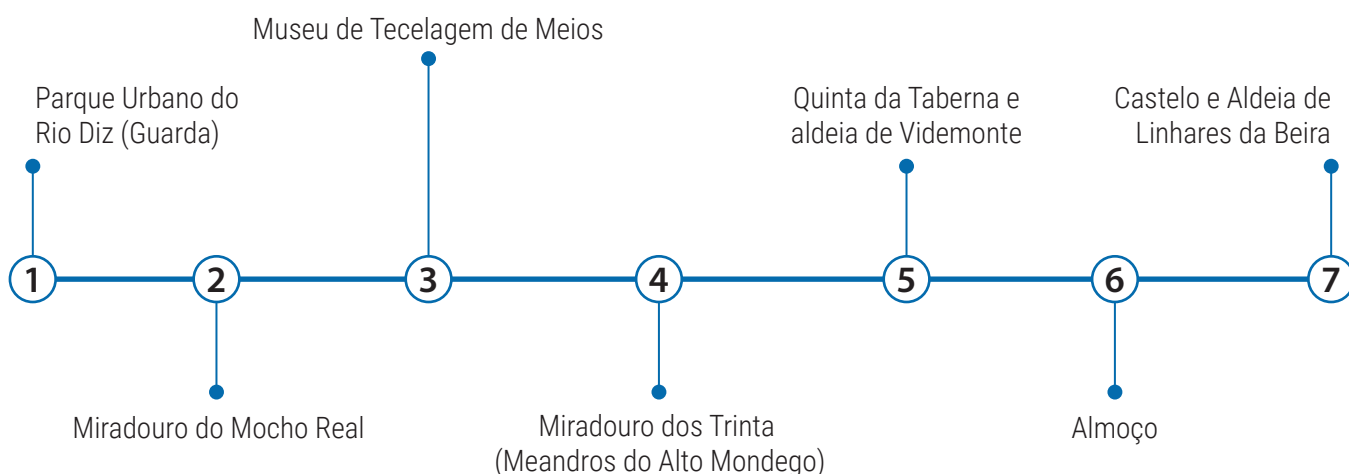 Museu de Tecelagem de Meios
Parque Urbano do
Rio Diz (Guarda)
Quinta da Taberna e
aldeia de Videmonte
Castelo e Aldeia de
Linhares da Beira
1
2
3
4
5
6
7
Miradouro do Mocho Real
Miradouro dos Trinta
(Meandros do Alto Mondego)
Almoço